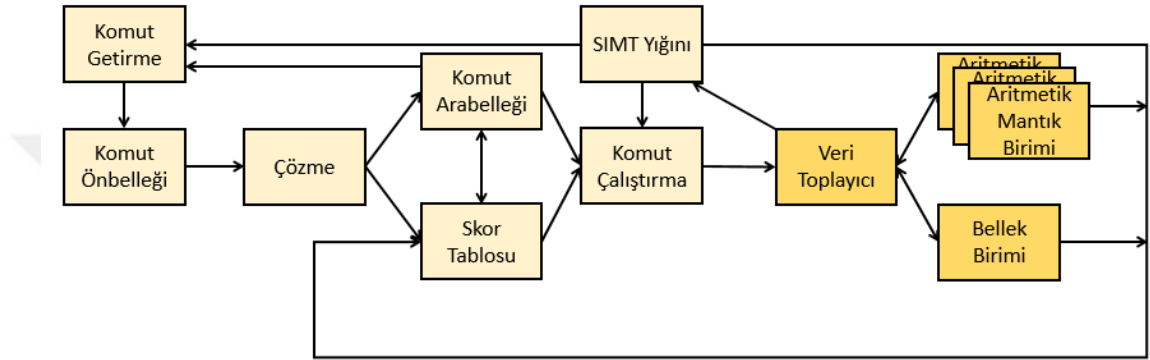 Komut
Getirme
SIMT Yığını
Komut
Arabelleği
Aritmetik
Aritmetik
Aritmetik
Mantık
Birimi
Komut
Önbelleği
Çözme
Komut
Çalıştırma
Veri
Toplayıcı
Skor
Tablosu
Bellek
Birimi